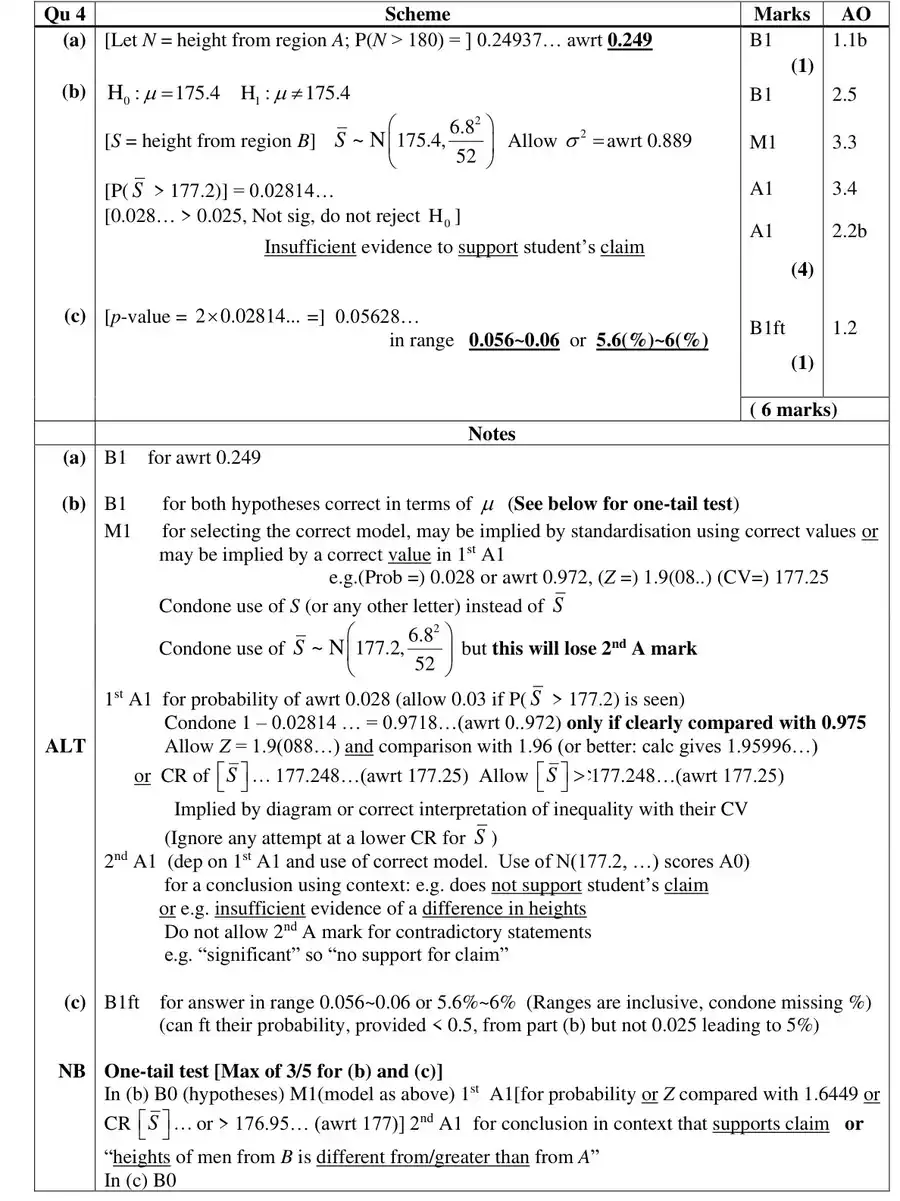 Qu 4 Scheme Marks AO
(a) [Let N = height from region A; P(N > 180) = ] 0.24937… awrt 0.249 B1 1.1b
(1)
(b) H₀ : μ = 175.4 H₁ : μ ≠ 175.4 B1 2.5
[S = height from region B] S̅ ~ N(175.4, 6.8²/52) Allow σ² = awrt 0.889 M1 3.3
[P( S̅ > 177.2)] = 0.02814… A1 3.4
[0.028… > 0.025, Not sig, do not reject H₀ ]
Insufficient evidence to support student’s claim A1 2.2b
(4)
(c) [p-value = 2×0.02814... =] 0.05628…
in range 0.056~0.06 or 5.6(%)~6(%) B1ft 1.2
(1)
( 6 marks)
Notes
(a) B1 for awrt 0.249
(b) B1 for both hypotheses correct in terms of μ (See below for one-tail test)
M1 for selecting the correct model, may be implied by standardisation using correct values or
may be implied by a correct value in 1st A1
e.g.(Prob =) 0.028 or awrt 0.972, (Z =) 1.9(08..) (CV=) 177.25
Condone use of S (or any other letter) instead of S̅
Condone use of S̅ ~ N(177.2, 6.8²/52) but this will lose 2nd A mark
1st A1 for probability of awrt 0.028 (allow 0.03 if P( S̅ > 177.2) is seen)
Condone 1 – 0.02814 … = 0.9718…(awrt 0..972) only if clearly compared with 0.975
ALT Allow Z = 1.9(088…) and comparison with 1.96 (or better: calc gives 1.95996…)
or CR of [S̅] … 177.248…(awrt 177.25) Allow [S̅] > 177.248…(awrt 177.25)
Implied by diagram or correct interpretation of inequality with their CV
(Ignore any attempt at a lower CR for S̅ )
2nd A1 (dep on 1st A1 and use of correct model. Use of N(177.2, …) scores A0)
for a conclusion using context: e.g. does not support student’s claim
or e.g. insufficient evidence of a difference in heights
Do not allow 2nd A mark for contradictory statements
e.g. “significant” so “no support for claim”
(c) B1ft for answer in range 0.056~0.06 or 5.6%~6% (Ranges are inclusive, condone missing %)
(can ft their probability, provided < 0.5, from part (b) but not 0.025 leading to 5%)
NB One-tail test [Max of 3/5 for (b) and (c)]
In (b) B0 (hypotheses) M1(model as above) 1st A1[for probability or Z compared with 1.6449 or
CR [S̅] … or > 176.95… (awrt 177)] 2nd A1 for conclusion in context that supports claim or
“heights of men from B is different from/greater than from A”
In (c) B0